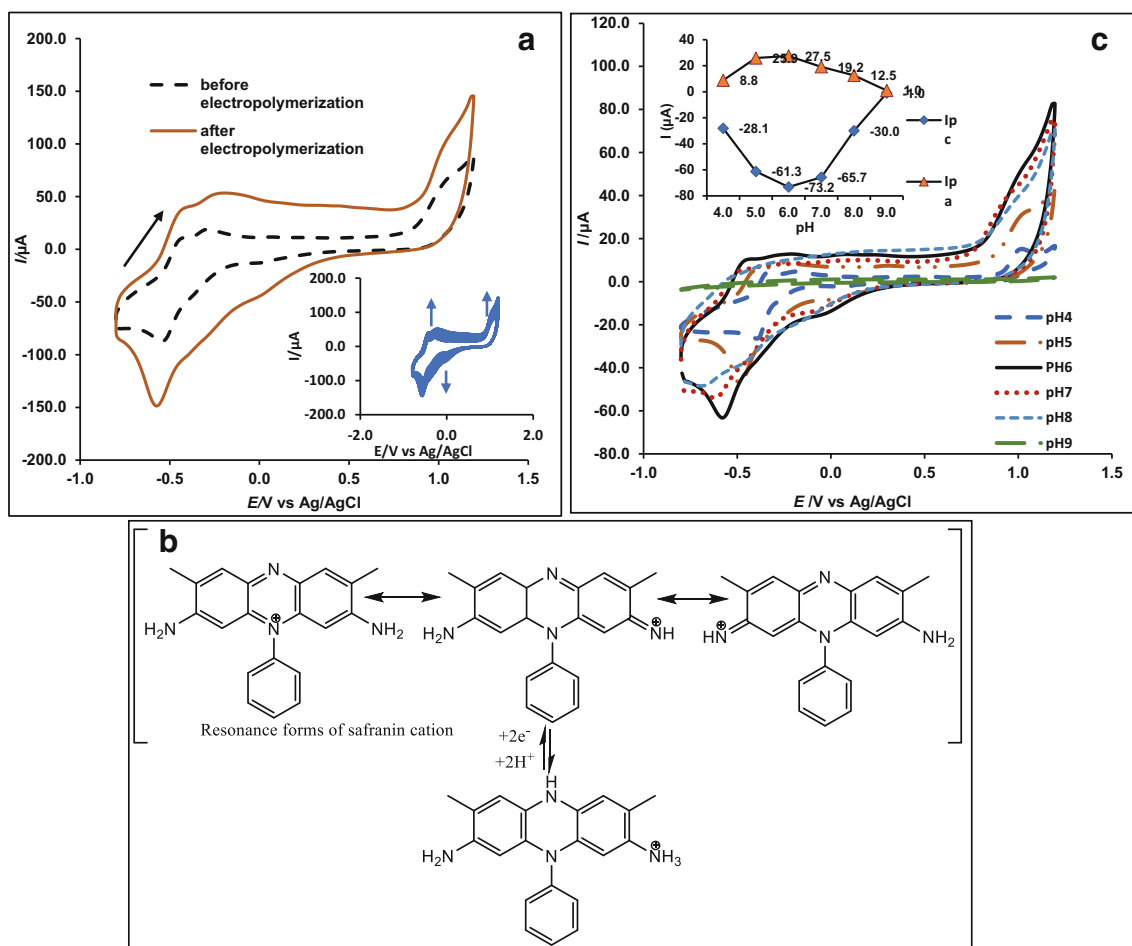 a
200.0
150.0
100.0
50.0
0.0
-50.0
-100.0
-150.0
-200.0
I/µA
before
electropolymerization
after
electropolymerization
-1.0 -0.5 0.0 0.5 1.0 1.5
E/V vs Ag/AgCl
200.0
100.0
0.0
-100.0
-200.0
I/µA
-2.0 0.0 2.0
E/V vs Ag/AgCl
c
120.0
100.0
80.0
60.0
40.0
20.0
0.0
-20.0
-40.0
-60.0
-80.0
I/µA
40
20
0
-20
-40
-60
-80
I (µA)
8.8 25.9 27.5 19.2 12.5 1.0
-28.1 -61.3 -73.2 -65.7 -30.0
4.0 5.0 6.0 7.0 8.0 9.0
pH
Ip
c
Ip
a
pH4
pH5
PH6
pH7
pH8
pH9
-1.0 -0.5 0.0 0.5 1.0 1.5
E /V vs Ag/AgCl
b
N N N
H2N N⊕ NH2 H2N N NH⊕ HN⊕ N NH2
Resonance forms of safranin cation
+2e-
+2H+
H
N
H2N N NH3⊕